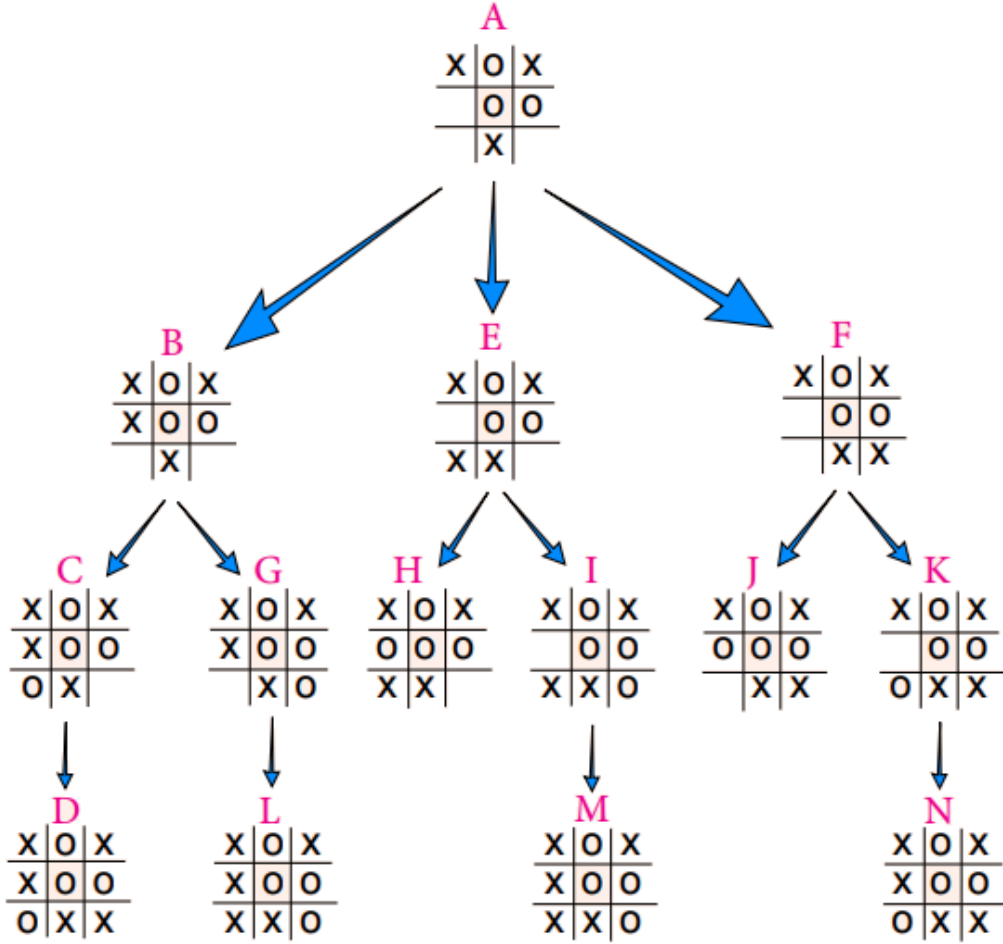 A
X O X
O O
X
B
X O X
X O O
X
E
X O X
O O
X X
F
X O X
O O
X X
C
X O X
X O O
O X
G
X O X
X O O
X O
H
X O X
O O O
X X
I
X O X
O O
X X O
J
X O X
O O O
X X
K
X O X
O O
O X X
D
X O X
X O O
O X X
L
X O X
X O O
X X O
M
X O X
X O O
X X O
N
X O X
X O O
O X X